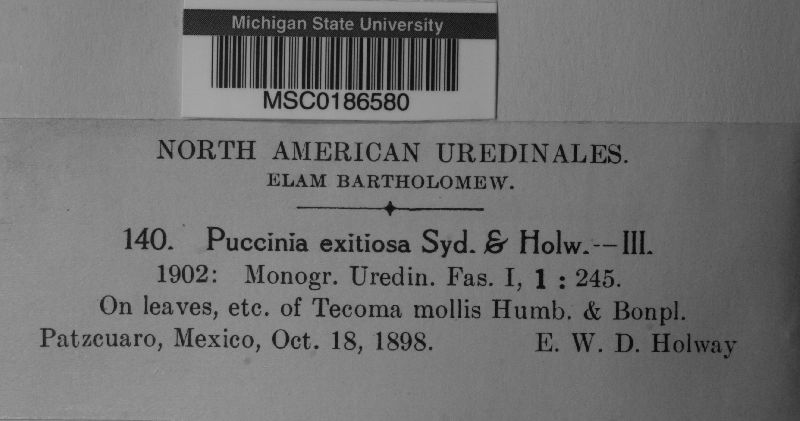 Michigan State University
MSC0186580
NORTH AMERICAN UREDINALES.
ELAM BARTHOLOMEW.
140. Puccinia exitiosa Syd. & Holw.--III.
1902: Monogr. Uredin. Fas. I, 1 : 245.
On leaves, etc. of Tecoma mollis Humb. & Bonpl.
Patzcuaro, Mexico, Oct. 18, 1898. E. W. D. Holway